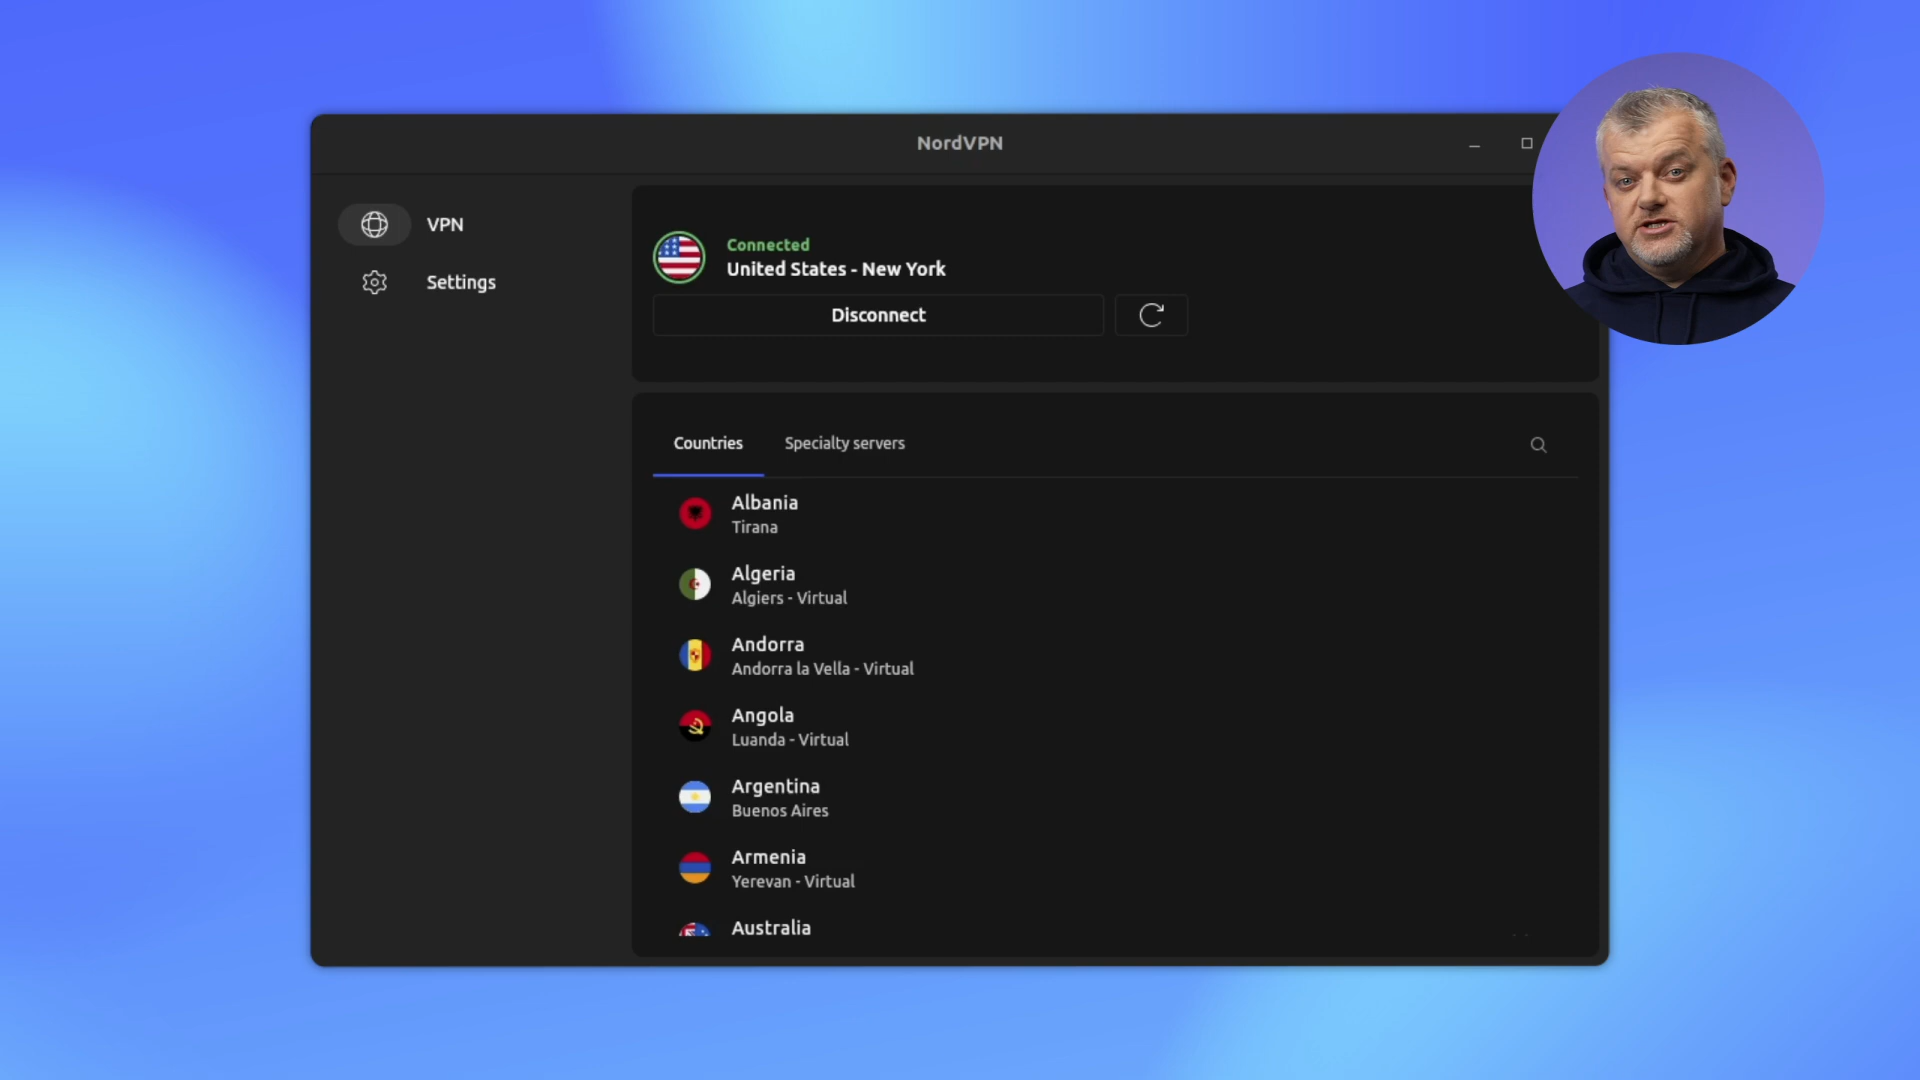 NordVPN
VPN
Settings
Connected
United States - New York
Disconnect
Countries
Specialty servers
Albania
Tirana
Algeria
Algiers - Virtual
Andorra
Andorra la Vella - Virtual
Angola
Luanda - Virtual
Argentina
Buenos Aires
Armenia
Yerevan - Virtual
Australia